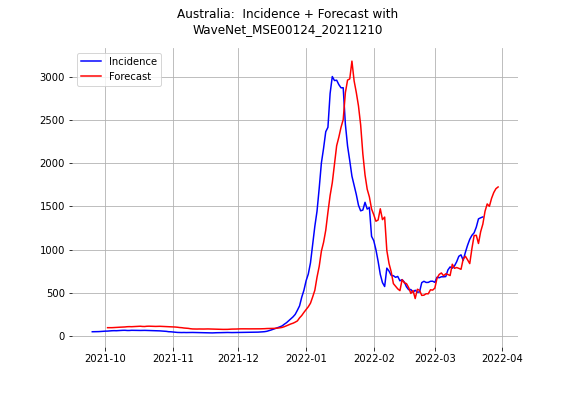 Australia:  Incidence + Forecast with
WaveNet_MSE00124_20211210
Incidence
Forecast
3000
2500
2000
1500
1000
500
0
2021-10 2021-11 2021-12 2022-01 2022-02 2022-03 2022-04